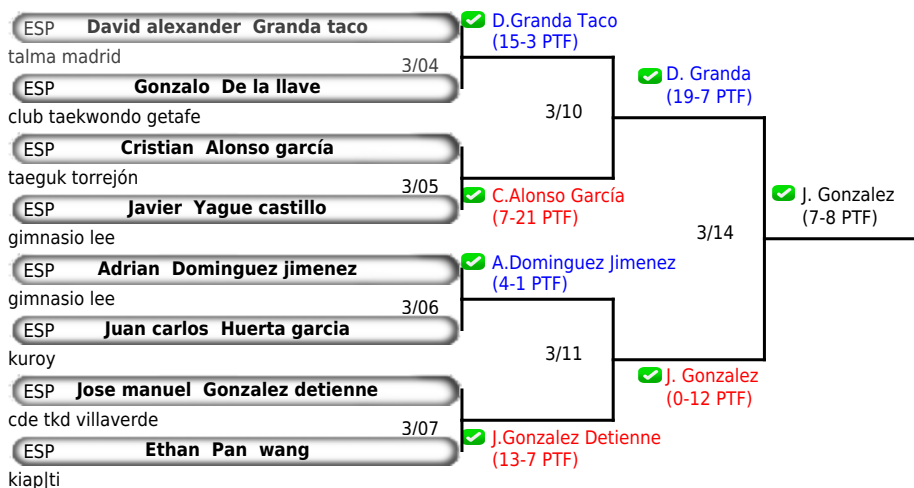 ESP David alexander Granda taco
talma madrid
3/04
ESP Gonzalo De la llave
club taekwondo getafe
ESP Cristian Alonso garcía
taeguk torrejón
3/05
ESP Javier Yague castillo
gimnasio lee
ESP Adrian Dominguez jimenez
gimnasio lee
3/06
ESP Juan carlos Huerta garcia
kuroy
ESP Jose manuel Gonzalez detienne
cde tkd villaverde
3/07
ESP Ethan Pan wang
kiap|ti
D.Granda Taco
(15-3 PTF)
3/10
C.Alonso García
(7-21 PTF)
A.Dominguez Jimenez
(4-1 PTF)
3/11
J.Gonzalez Detienne
(13-7 PTF)
D. Granda
(19-7 PTF)
3/14
J. Gonzalez
(0-12 PTF)
J. Gonzalez
(7-8 PTF)